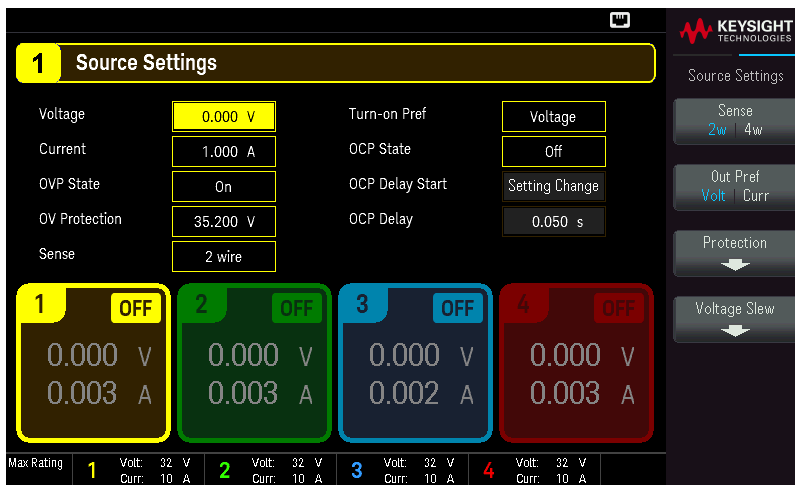 KEYSIGHT
TECHNOLOGIES
1 Source Settings
Source Settings
Voltage 0.000 V Turn-on Pref Voltage
Current 1.000 A OCP State Off
OVP State On OCP Delay Start Setting Change
OV Protection 35.200 V OCP Delay 0.050 s
Sense 2 wire
Sense
2w 4w
Out Pref
Volt Curr
Protection
Voltage Slew
1 OFF 2 OFF 3 OFF 4 OFF
0.000 V 0.000 V 0.000 V 0.000 V
0.003 A 0.003 A 0.002 A 0.003 A
Max Rating 1 Volt: 32 V 2 Volt: 32 V 3 Volt: 32 V 4 Volt: 32 V
Curr: 10 A Curr: 10 A Curr: 10 A Curr: 10 A